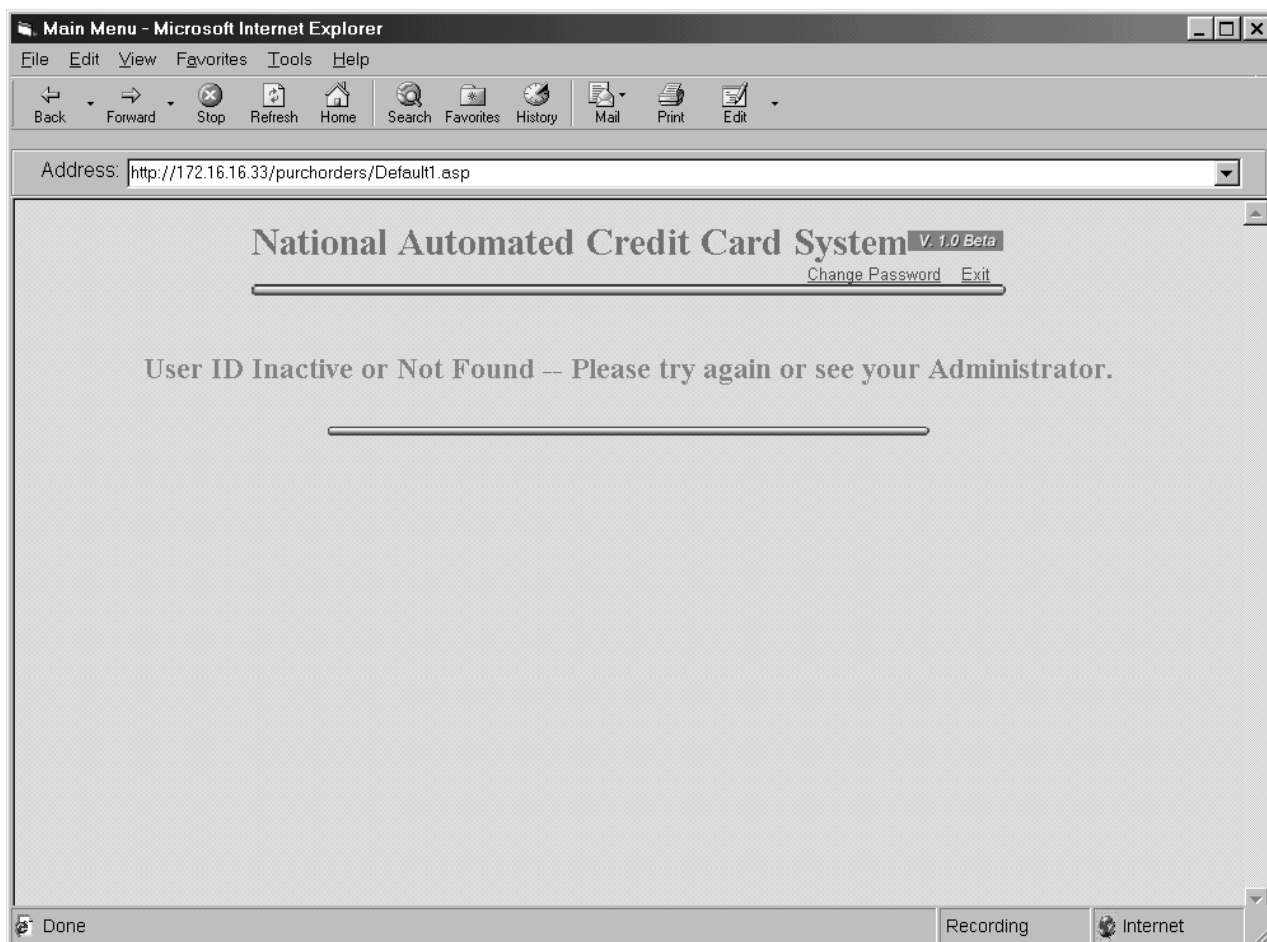 Main Menu - Microsoft Internet Explorer
File Edit View Favorites Tools Help
Back Forward Stop Refresh Home Search Favorites History Mail Print Edit
Address: http://172.16.16.33/purchorders/Default1.asp
National Automated Credit Card System V. 1.0 Beta
Change Password Exit
User ID Inactive or Not Found -- Please try again or see your Administrator.
Done Recording Internet